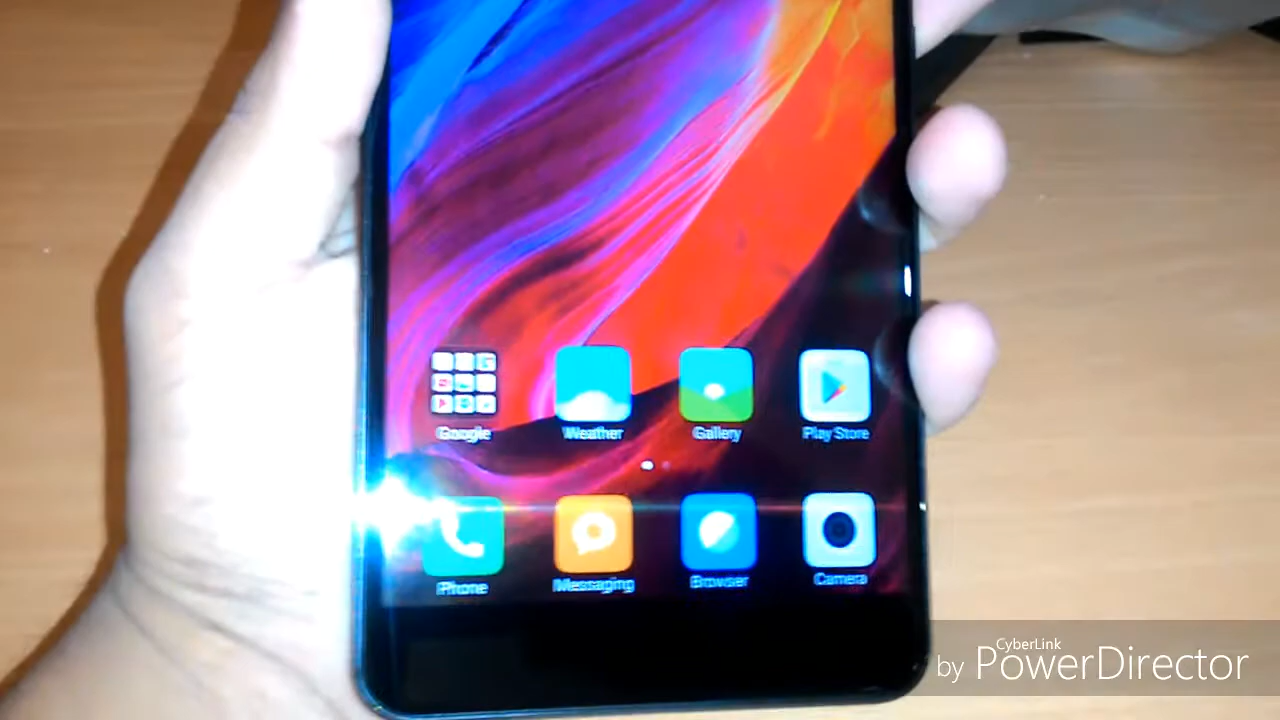 Google Weather Gallery Play Store
Phone Messaging Browser Camera
CyberLink
by PowerDirector